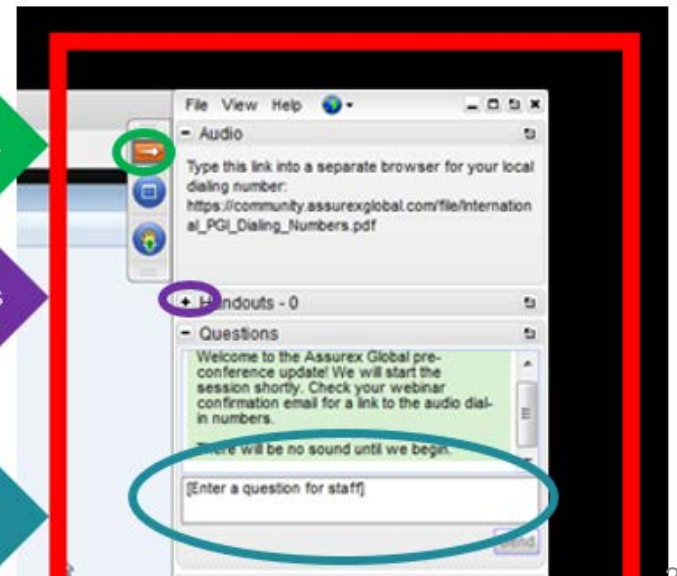 File View Help
- Audio
Type this link into a separate browser for your local
dialing number:
https://community.assurexglobal.com/file/Internation
al_PGI_Dialing_Numbers.pdf
+ Handouts - 0
- Questions
Welcome to the Assurex Global pre-
conference update! We will start the
session shortly. Check your webinar
confirmation email for a link to the audio dial-
in numbers.
There will be no sound until we begin.
[Enter a question for staff]
Send